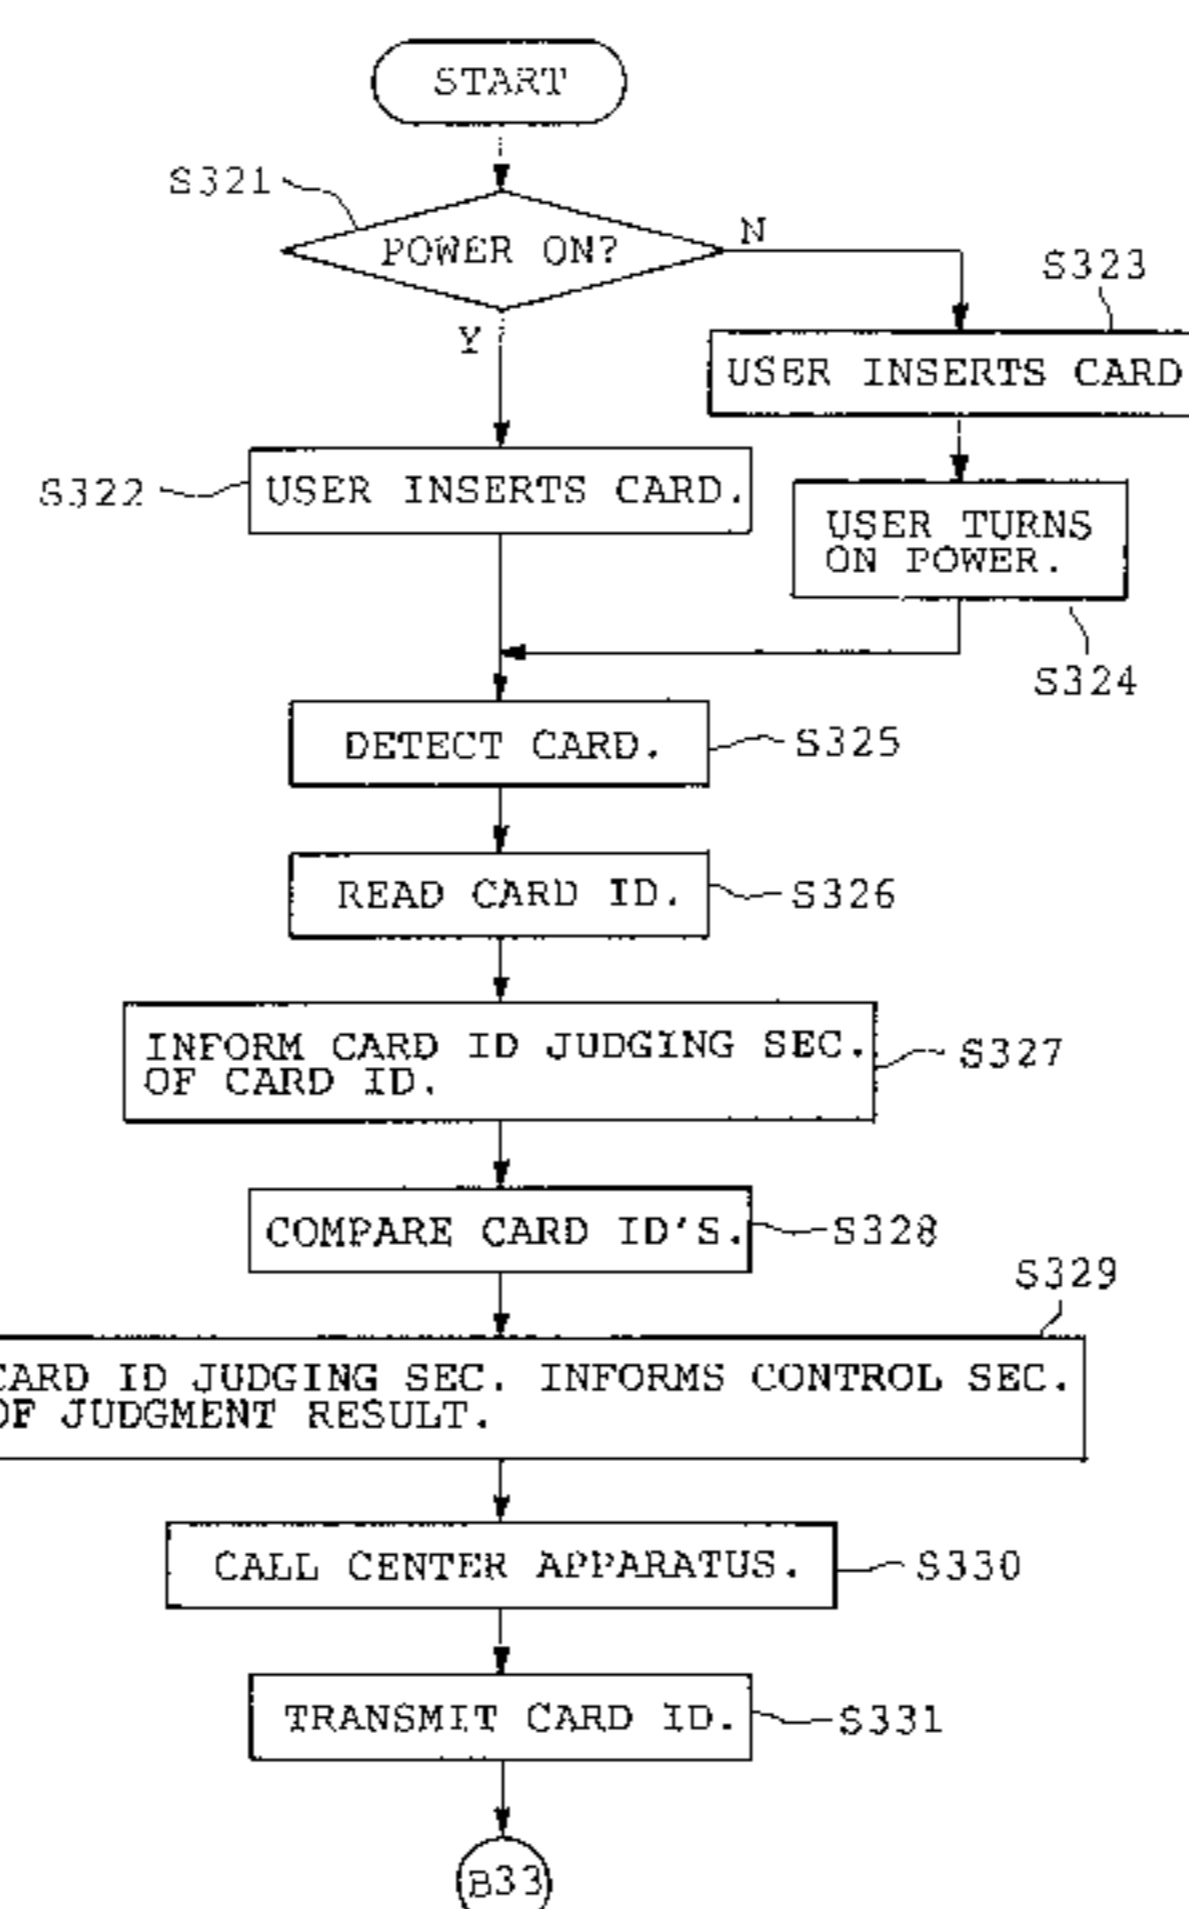 START
S321
POWER ON?
N
Y
S323
USER INSERTS CARD
S322
USER INSERTS CARD.
USER TURNS
ON POWER.
S324
DETECT CARD.
S325
READ CARD ID.
S326
INFORM CARD ID JUDGING SEC.
OF CARD ID.
S327
COMPARE CARD ID'S.
S328
S329
CARD ID JUDGING SEC. INFORMS CONTROL SEC.
OF JUDGMENT RESULT.
CALL CENTER APPARATUS.
S330
TRANSMIT CARD ID.
S331
B33